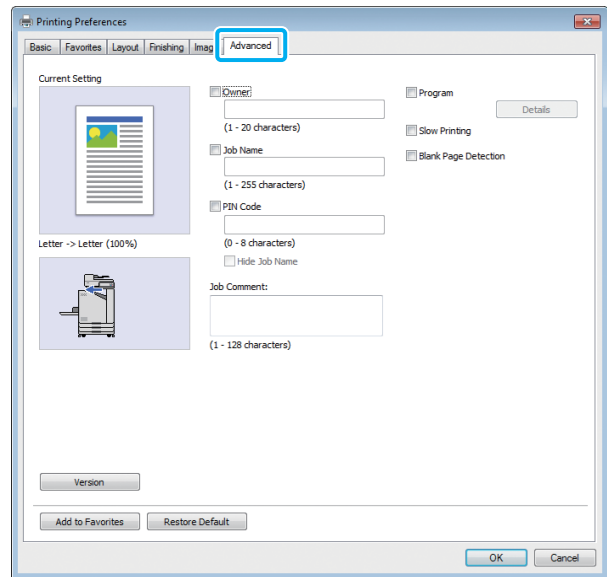 Printing Preferences
Basic Favorites Layout Finishing Imag Advanced
Current Setting
Letter -> Letter (100%)
Owner
(1 - 20 characters)
Job Name
(1 - 255 characters)
PIN Code
(0 - 8 characters)
Hide Job Name
Job Comment:
(1 - 128 characters)
Program
Details
Slow Printing
Blank Page Detection
Version
Add to Favorites Restore Default
OK Cancel